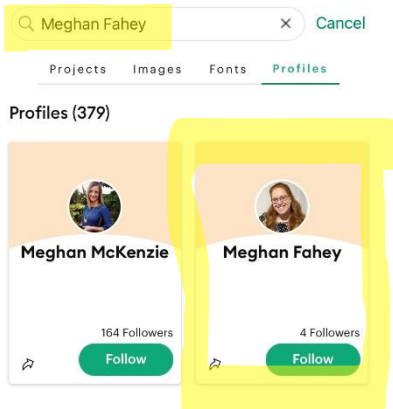 Meghan Fahey Cancel
Projects Images Fonts Profiles
Profiles (379)
Meghan McKenzie
164 Followers
Follow
Meghan Fahey
4 Followers
Follow